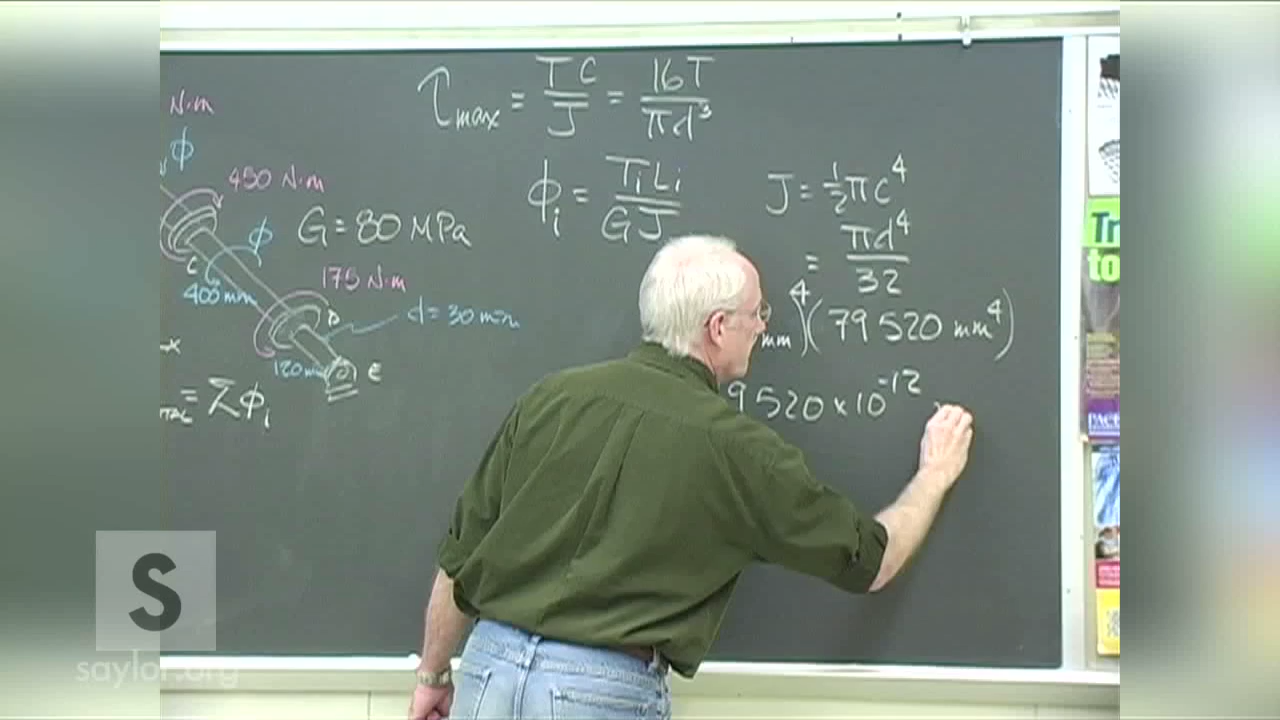 τmax = TC/J = 16T/πd³
N·m
φ
450 N·m
φi = TiLi/GJ
J = ½πc⁴
= πd⁴/32
φ
G = 80 MPa
C
175 N·m
400 mm
D
d = 30 mm
mm)⁴(79 520 mm⁴)
120 mm
E
= Σφi
9 520 × 10⁻¹²
S
saylor.org